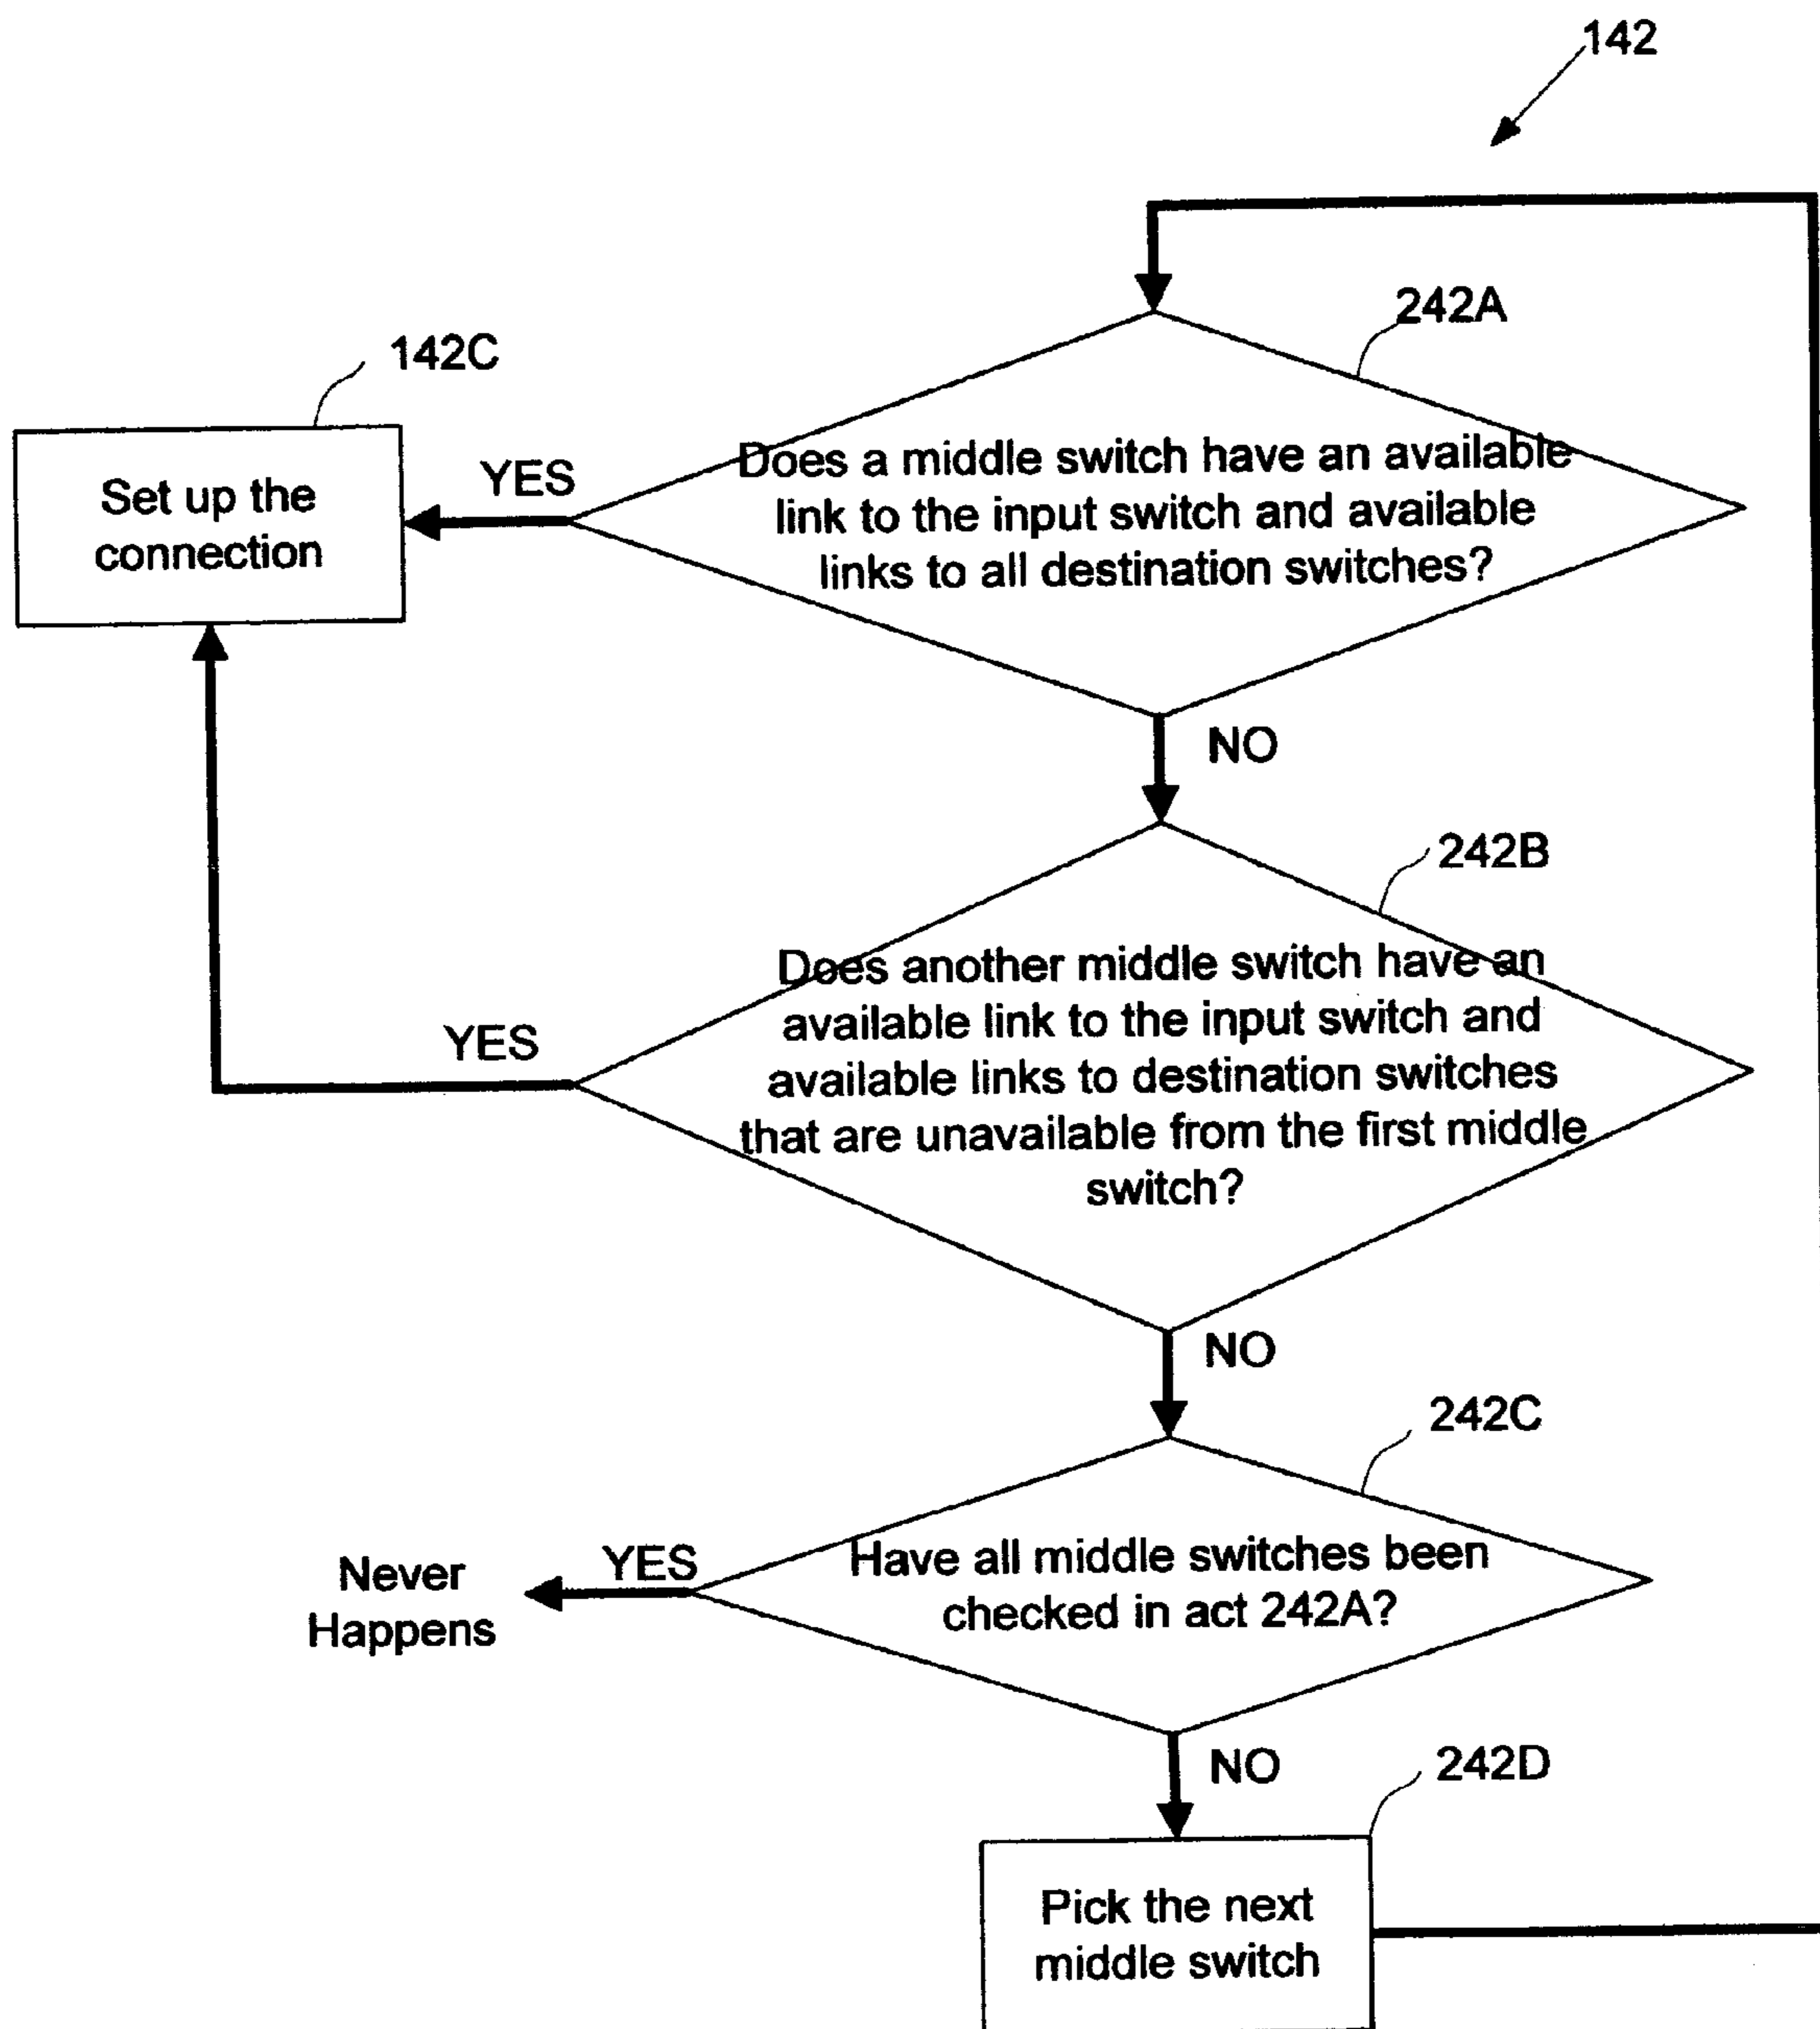 142
242A
142C
Does a middle switch have an available
link to the input switch and available
links to all destination switches?
YES
Set up the
connection
NO
242B
Does another middle switch have an
available link to the input switch and
available links to destination switches
that are unavailable from the first middle
switch?
YES
NO
242C
Have all middle switches been
checked in act 242A?
YES
Never
Happens
NO
242D
Pick the next
middle switch